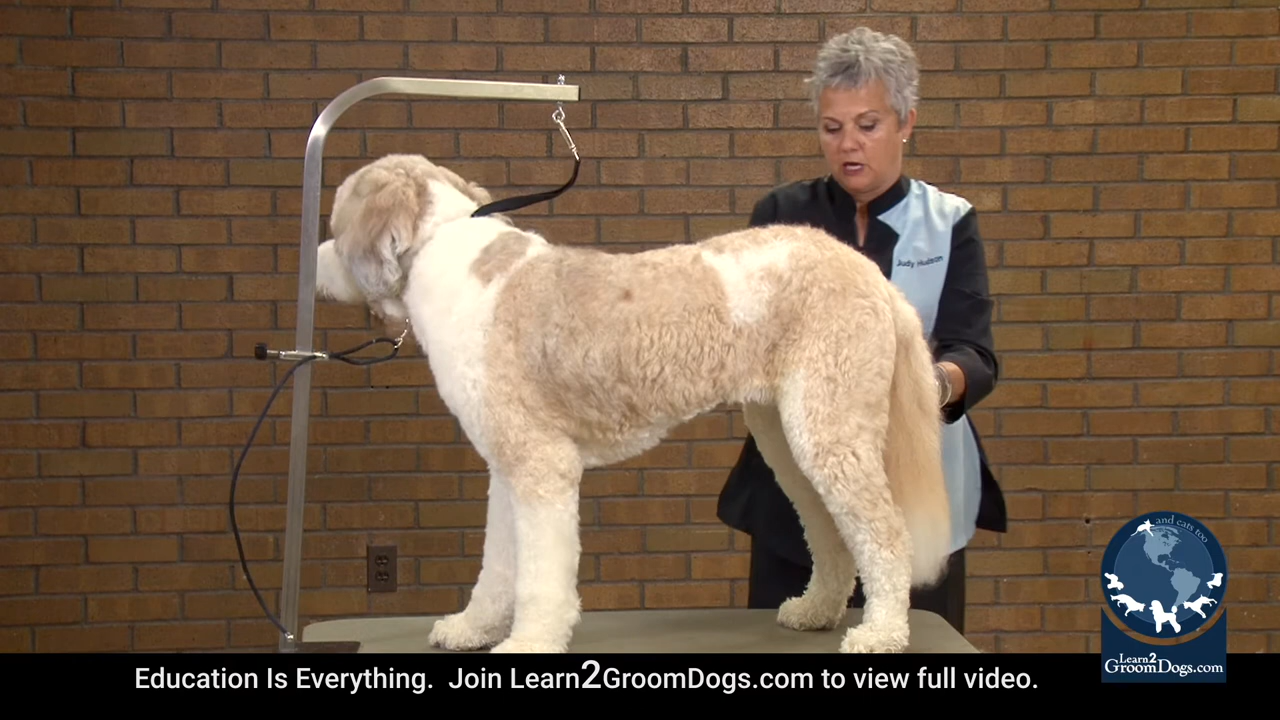 Judy Hudson
and cats too
Learn2
GroomDogs.com
Education Is Everything.  Join Learn2GroomDogs.com to view full video.